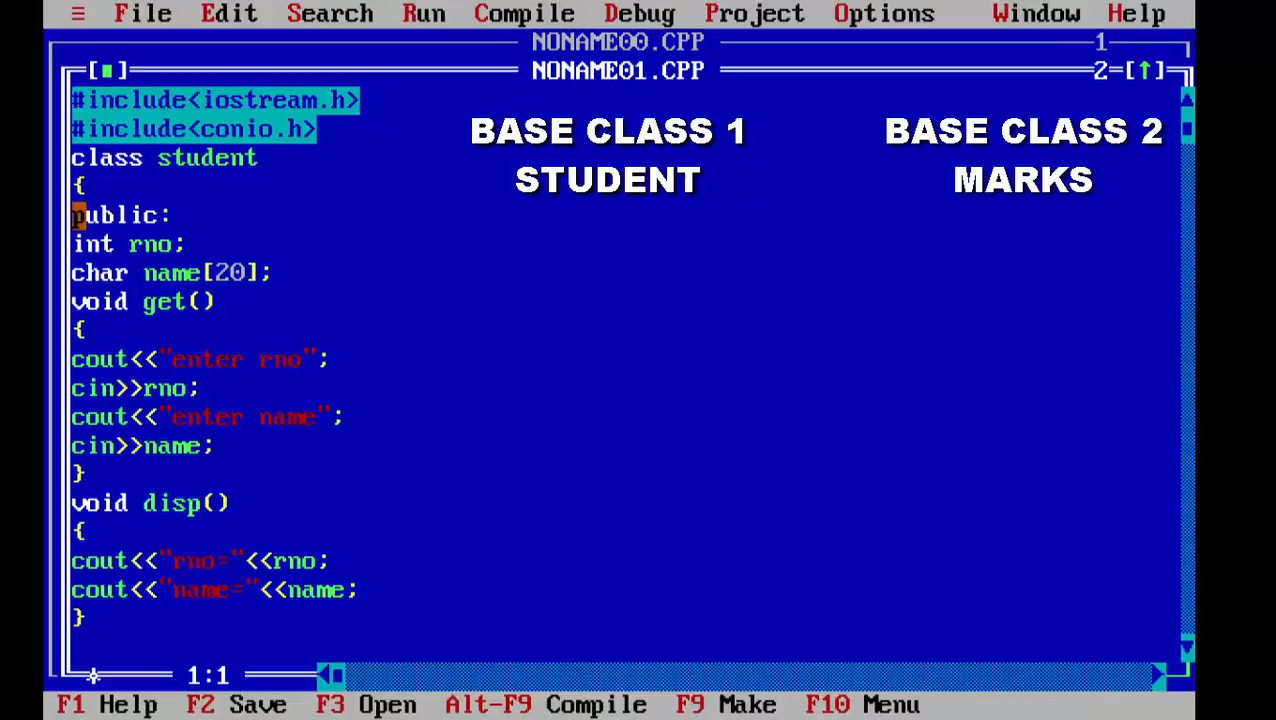 ≡ File Edit Search Run Compile Debug Project Options Window Help
NONAME00.CPP 1
[■] NONAME01.CPP 2=[↑]
#include<iostream.h>
#include<conio.h>
BASE CLASS 1
STUDENT
BASE CLASS 2
MARKS
class student
{
public:
int rno;
char name[20];
void get()
{
cout<<"enter rno";
cin>>rno;
cout<<"enter name";
cin>>name;
}
void disp()
{
cout<<"rno="<<rno;
cout<<"name="<<name;
}
1:1
F1 Help F2 Save F3 Open Alt-F9 Compile F9 Make F10 Menu